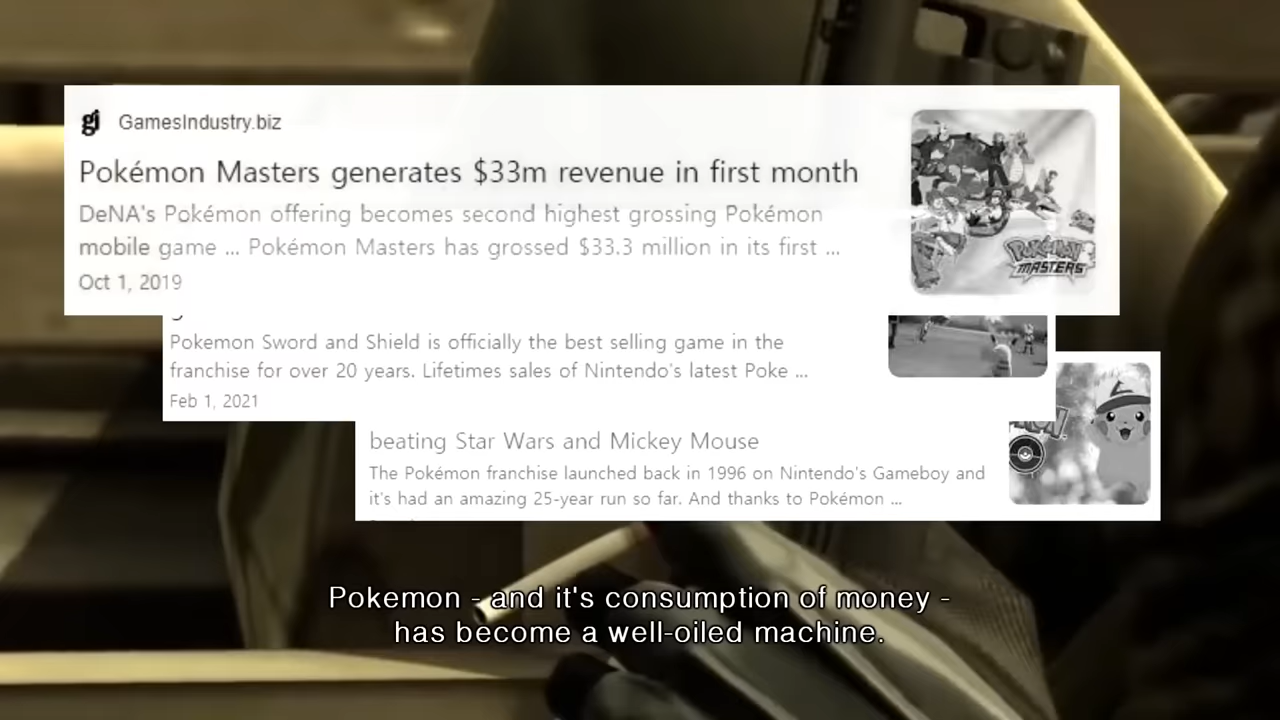 gi GamesIndustry.biz
Pokémon Masters generates $33m revenue in first month
DeNA's Pokémon offering becomes second highest grossing Pokémon
mobile game ... Pokémon Masters has grossed $33.3 million in its first ...
Oct 1, 2019
POKÉMON
MASTERS
Pokemon Sword and Shield is officially the best selling game in the
franchise for over 20 years. Lifetimes sales of Nintendo's latest Poke ...
Feb 1, 2021
beating Star Wars and Mickey Mouse
The Pokémon franchise launched back in 1996 on Nintendo's Gameboy and
it's had an amazing 25-year run so far. And thanks to Pokémon ...
Pokemon - and it's consumption of money -
has become a well-oiled machine.